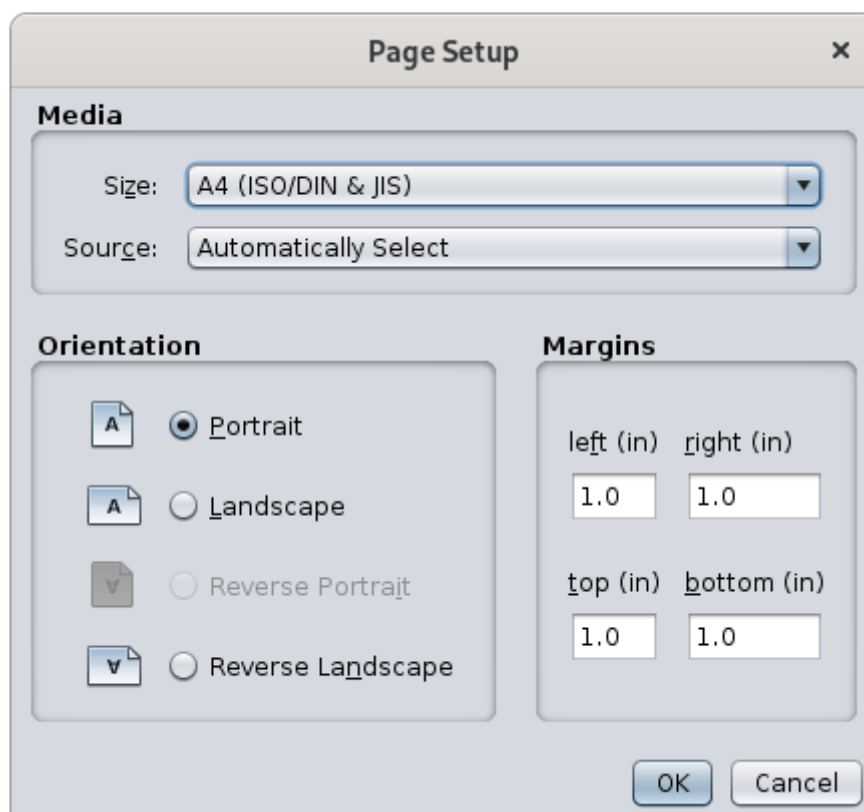 Page Setup
Media
Size: A4 (ISO/DIN & JIS)
Source: Automatically Select
Orientation
A Portrait
A Landscape
A Reverse Portrait
A Reverse Landscape
Margins
left (in) right (in)
1.0 1.0
top (in) bottom (in)
1.0 1.0
OK Cancel